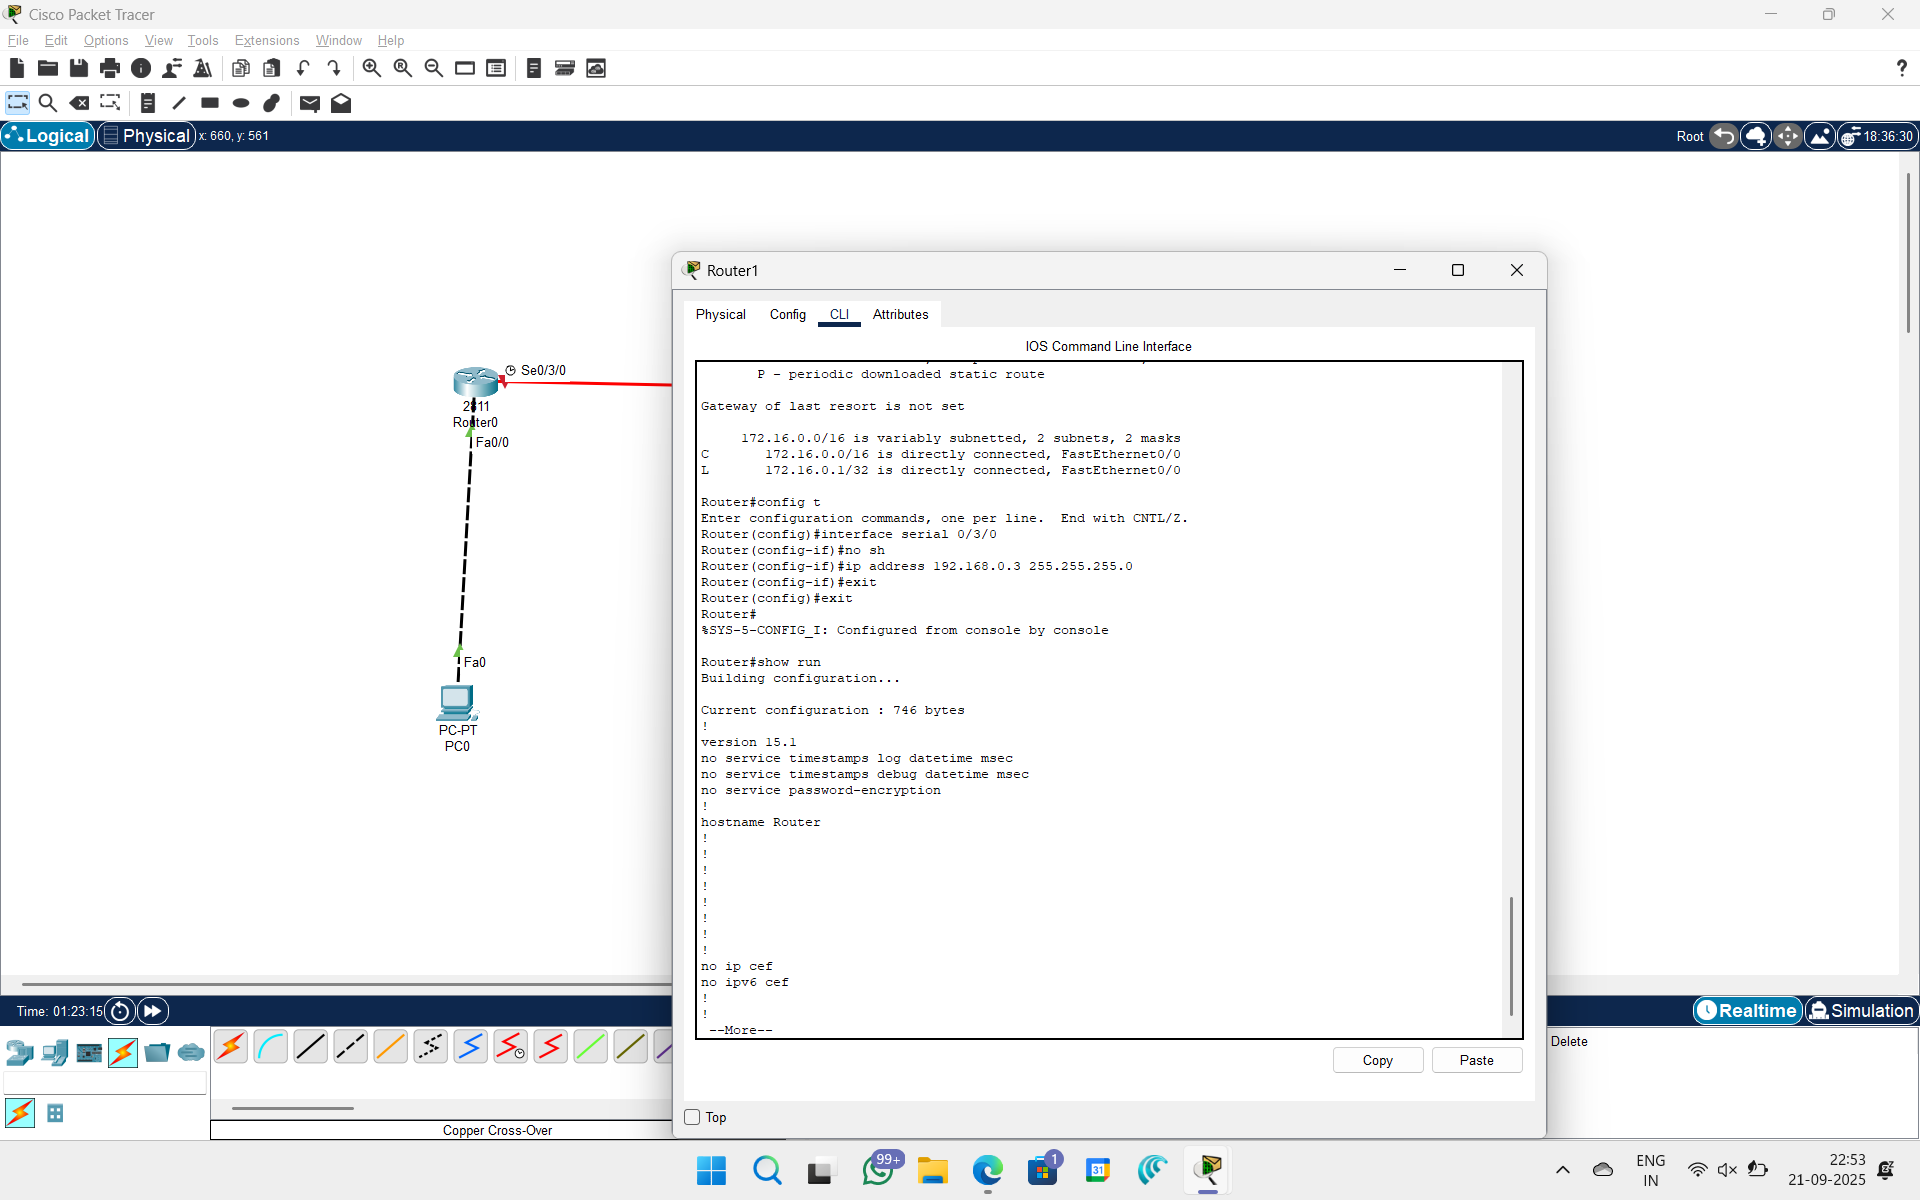 Cisco Packet Tracer
File Edit Options View Tools Extensions Window Help
?
Logical Physical x: 660, y: 561
Root 18:36:30
Se0/3/0
2811
Router0
Fa0/0
Fa0
PC-PT
PC0
Router1
Physical Config CLI Attributes
IOS Command Line Interface
P - periodic downloaded static route
Gateway of last resort is not set
172.16.0.0/16 is variably subnetted, 2 subnets, 2 masks
C 172.16.0.0/16 is directly connected, FastEthernet0/0
L 172.16.0.1/32 is directly connected, FastEthernet0/0
Router#config t
Enter configuration commands, one per line. End with CNTL/Z.
Router(config)#interface serial 0/3/0
Router(config-if)#no sh
Router(config-if)#ip address 192.168.0.3 255.255.255.0
Router(config-if)#exit
Router(config)#exit
Router#
%SYS-5-CONFIG_I: Configured from console by console
Router#show run
Building configuration...
Current configuration : 746 bytes
!
version 15.1
no service timestamps log datetime msec
no service timestamps debug datetime msec
no service password-encryption
!
hostname Router
!
!
!
!
!
!
!
!
no ip cef
no ipv6 cef
!
!
--More--
Copy Paste
Top
Time: 01:23:15
Realtime Simulation
Delete
Copper Cross-Over
99+
1
31
ENG
IN
22:53
21-09-2025